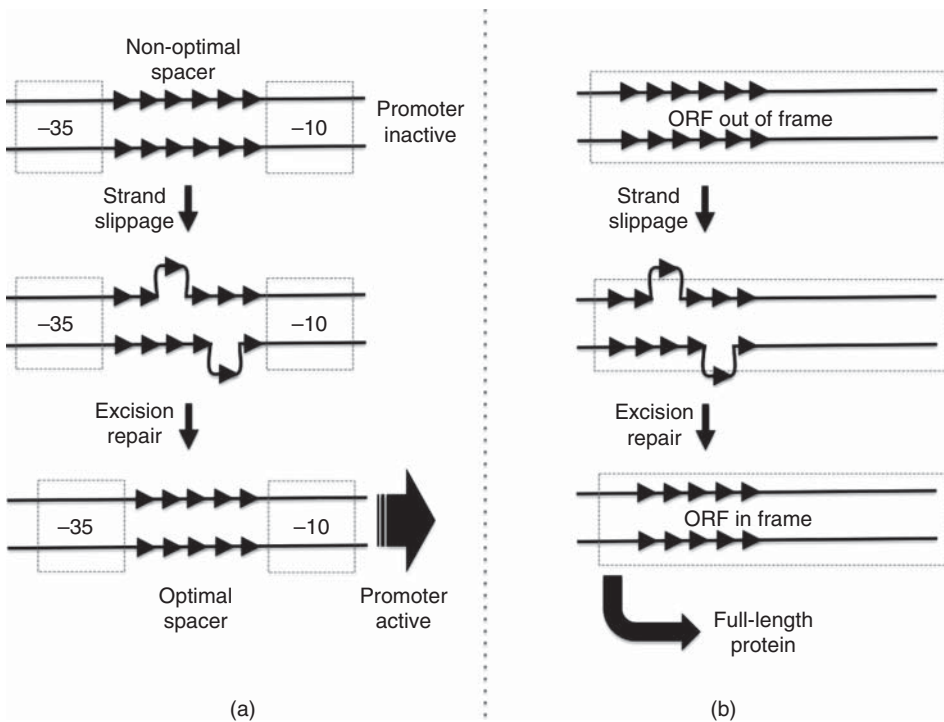 Non-optimal
spacer
–35
–10
Promoter
inactive
Strand
slippage
–35
–10
Excision
repair
–35
–10
Optimal
spacer
Promoter
active
(a)
ORF out of frame
Strand
slippage
Excision
repair
ORF in frame
Full-length
protein
(b)